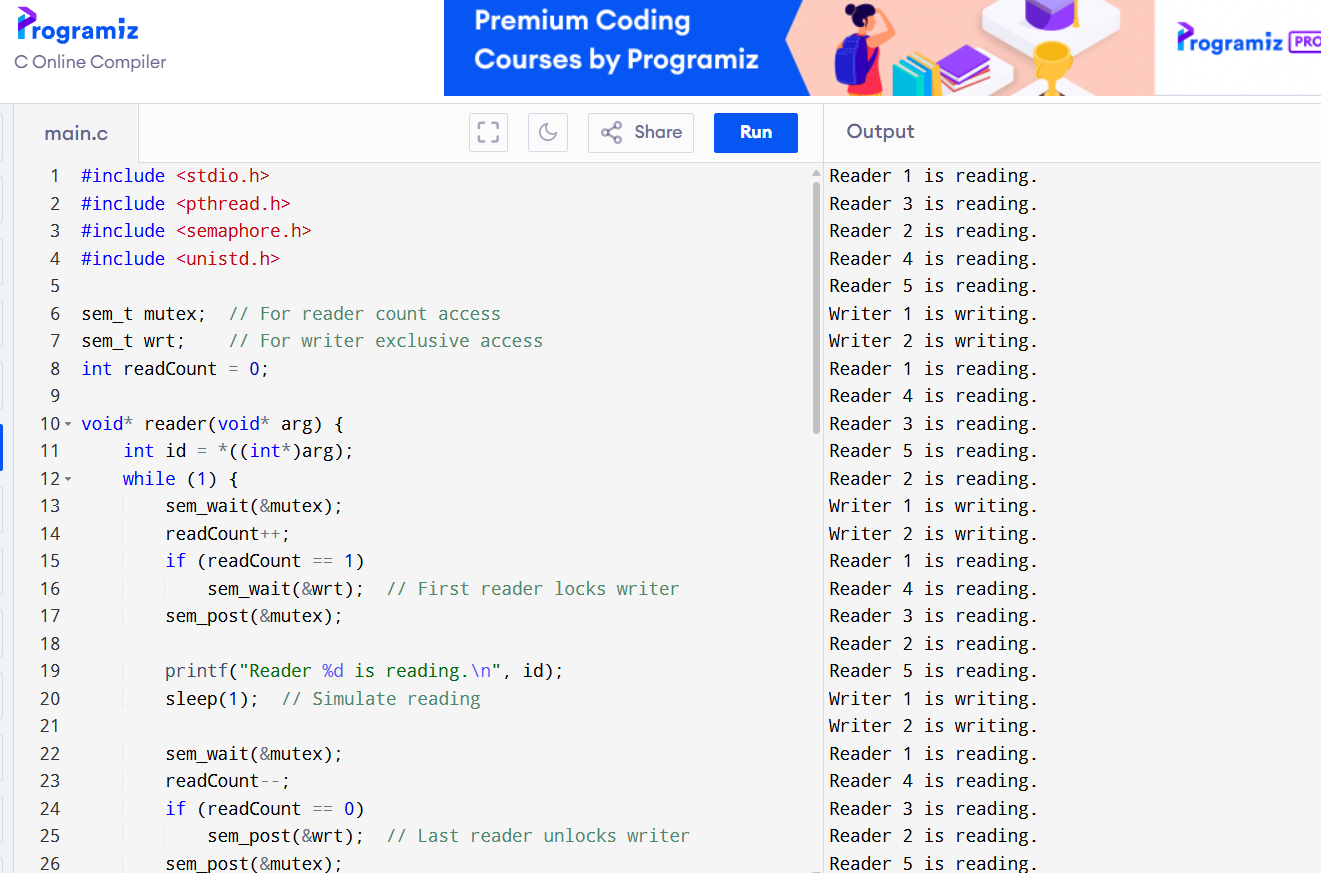 Programiz
C Online Compiler
Premium Coding
Courses by Programiz
Programiz PRO
main.c
Share
Run
Output
1 #include <stdio.h>
2 #include <pthread.h>
3 #include <semaphore.h>
4 #include <unistd.h>
5
6 sem_t mutex;  // For reader count access
7 sem_t wrt;    // For writer exclusive access
8 int readCount = 0;
9
10 void* reader(void* arg) {
11     int id = *((int*)arg);
12     while (1) {
13         sem_wait(&mutex);
14         readCount++;
15         if (readCount == 1)
16             sem_wait(&wrt);  // First reader locks writer
17         sem_post(&mutex);
18
19         printf("Reader %d is reading.\n", id);
20         sleep(1);  // Simulate reading
21
22         sem_wait(&mutex);
23         readCount--;
24         if (readCount == 0)
25             sem_post(&wrt);  // Last reader unlocks writer
26         sem_post(&mutex);
Reader 1 is reading.
Reader 3 is reading.
Reader 2 is reading.
Reader 4 is reading.
Reader 5 is reading.
Writer 1 is writing.
Writer 2 is writing.
Reader 1 is reading.
Reader 4 is reading.
Reader 3 is reading.
Reader 5 is reading.
Reader 2 is reading.
Writer 1 is writing.
Writer 2 is writing.
Reader 1 is reading.
Reader 4 is reading.
Reader 3 is reading.
Reader 2 is reading.
Reader 5 is reading.
Writer 1 is writing.
Writer 2 is writing.
Reader 1 is reading.
Reader 4 is reading.
Reader 3 is reading.
Reader 2 is reading.
Reader 5 is reading.